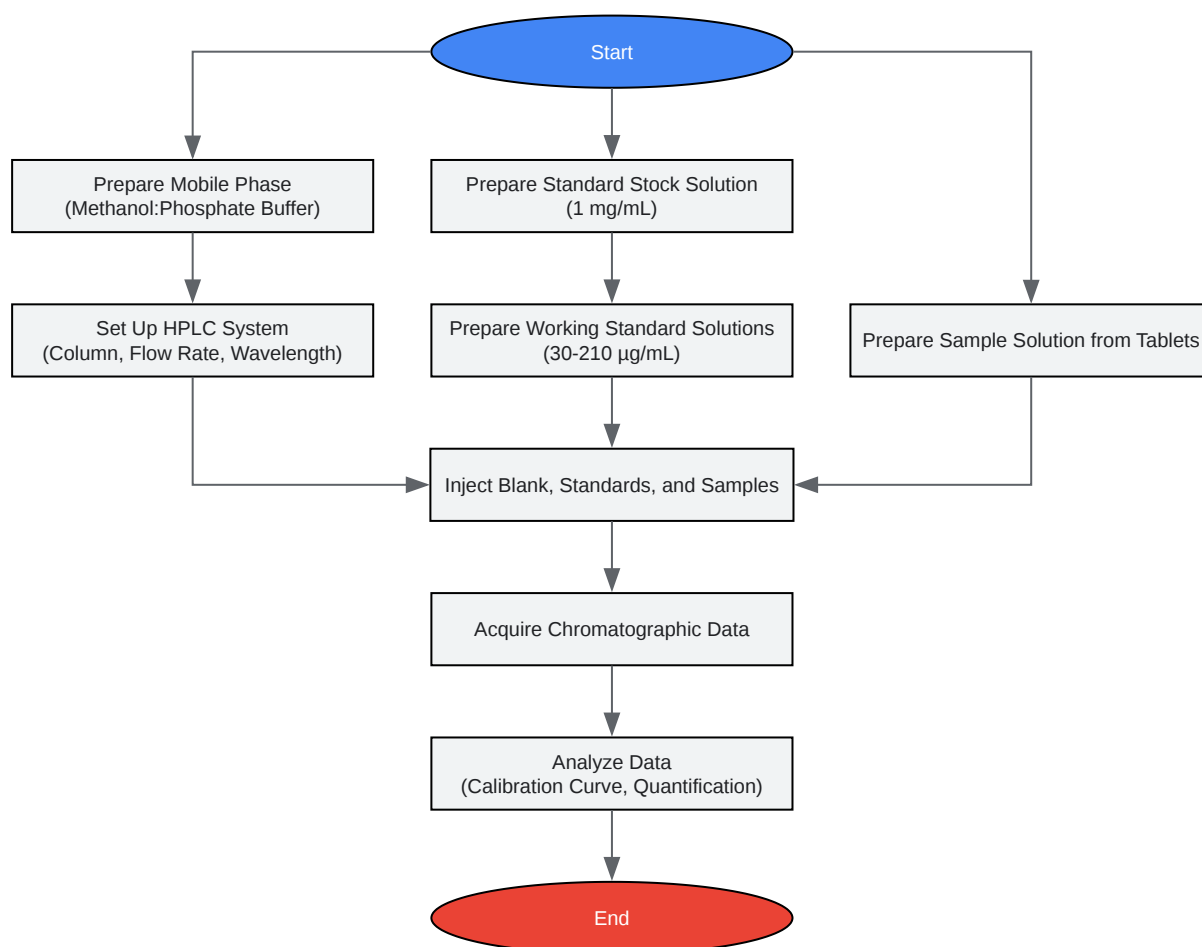 Start
Prepare Mobile Phase
(Methanol:Phosphate Buffer)
Prepare Standard Stock Solution
(1 mg/mL)
Set Up HPLC System
(Column, Flow Rate, Wavelength)
Prepare Working Standard Solutions
(30-210 µg/mL)
Prepare Sample Solution from Tablets
Inject Blank, Standards, and Samples
Acquire Chromatographic Data
Analyze Data
(Calibration Curve, Quantification)
End